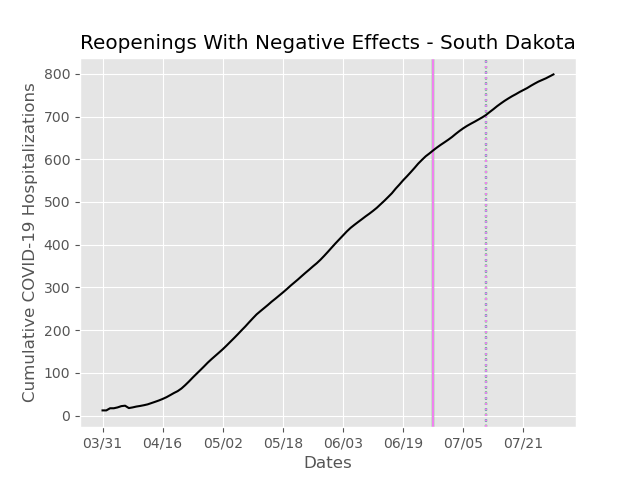 Reopenings With Negative Effects - South Dakota
Cumulative COVID-19 Hospitalizations
800
700
600
500
400
300
200
100
0
03/31 04/16 05/02 05/18 06/03 06/19 07/05 07/21
Dates